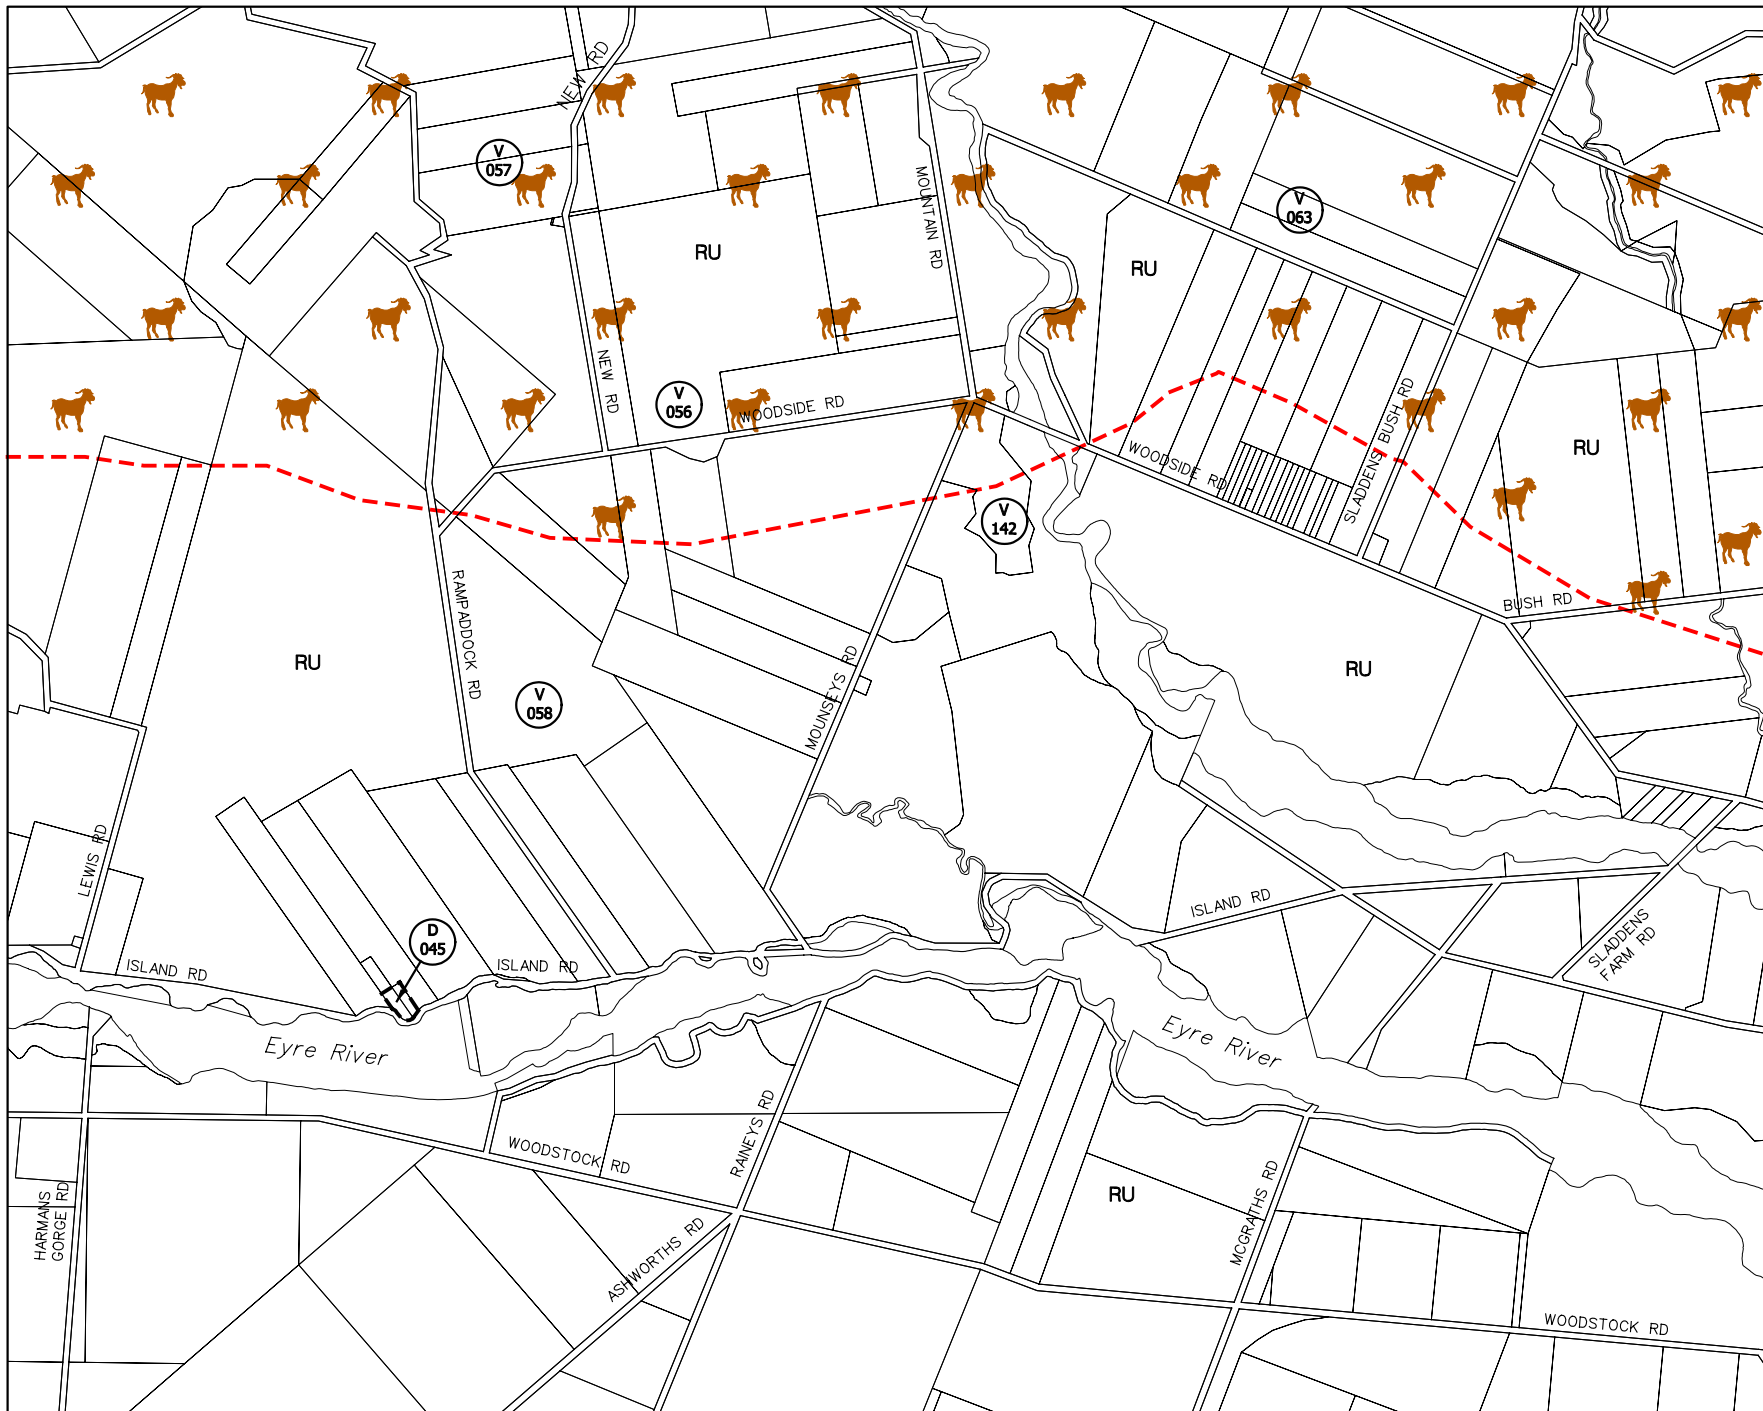 NEW RD
V
057
MOUNTAIN RD
V
063
RU
RU
NEW RD
V
056
WOODSIDE RD
SLADDENS BUSH RD
WOODSIDE RD
RU
V
142
RAMPADDOCK RD
BUSH RD
RU
RU
MOUNSEYS RD
V
058
LEWIS RD
ISLAND RD
D
045
ISLAND RD
ISLAND RD
SLADDENS
FARM RD
Eyre River
Eyre River
WOODSTOCK RD
RAINEYS RD
HARMANS
GORGE RD
RU
MCGRATHS RD
ASHWORTHS RD
WOODSTOCK RD